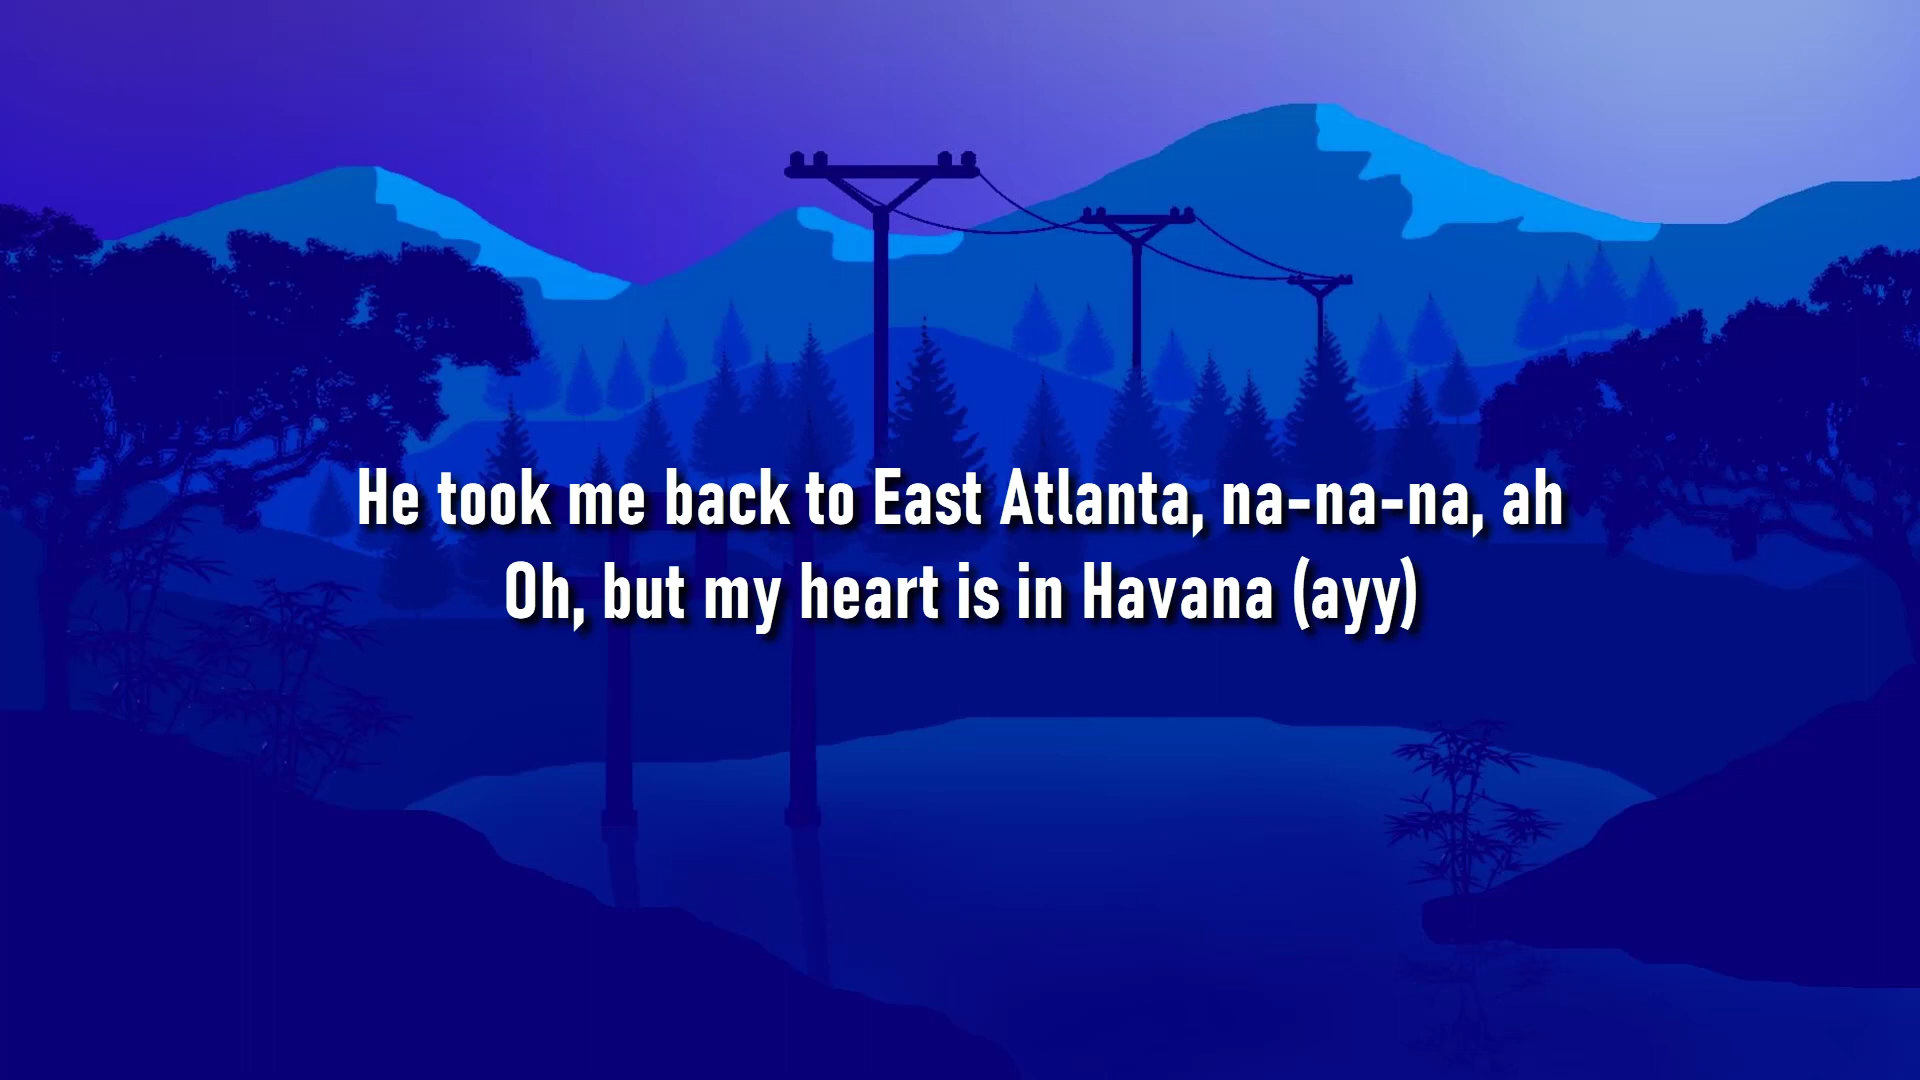 He took me back to East Atlanta, na-na-na, ah
Oh, but my heart is in Havana (ayy)